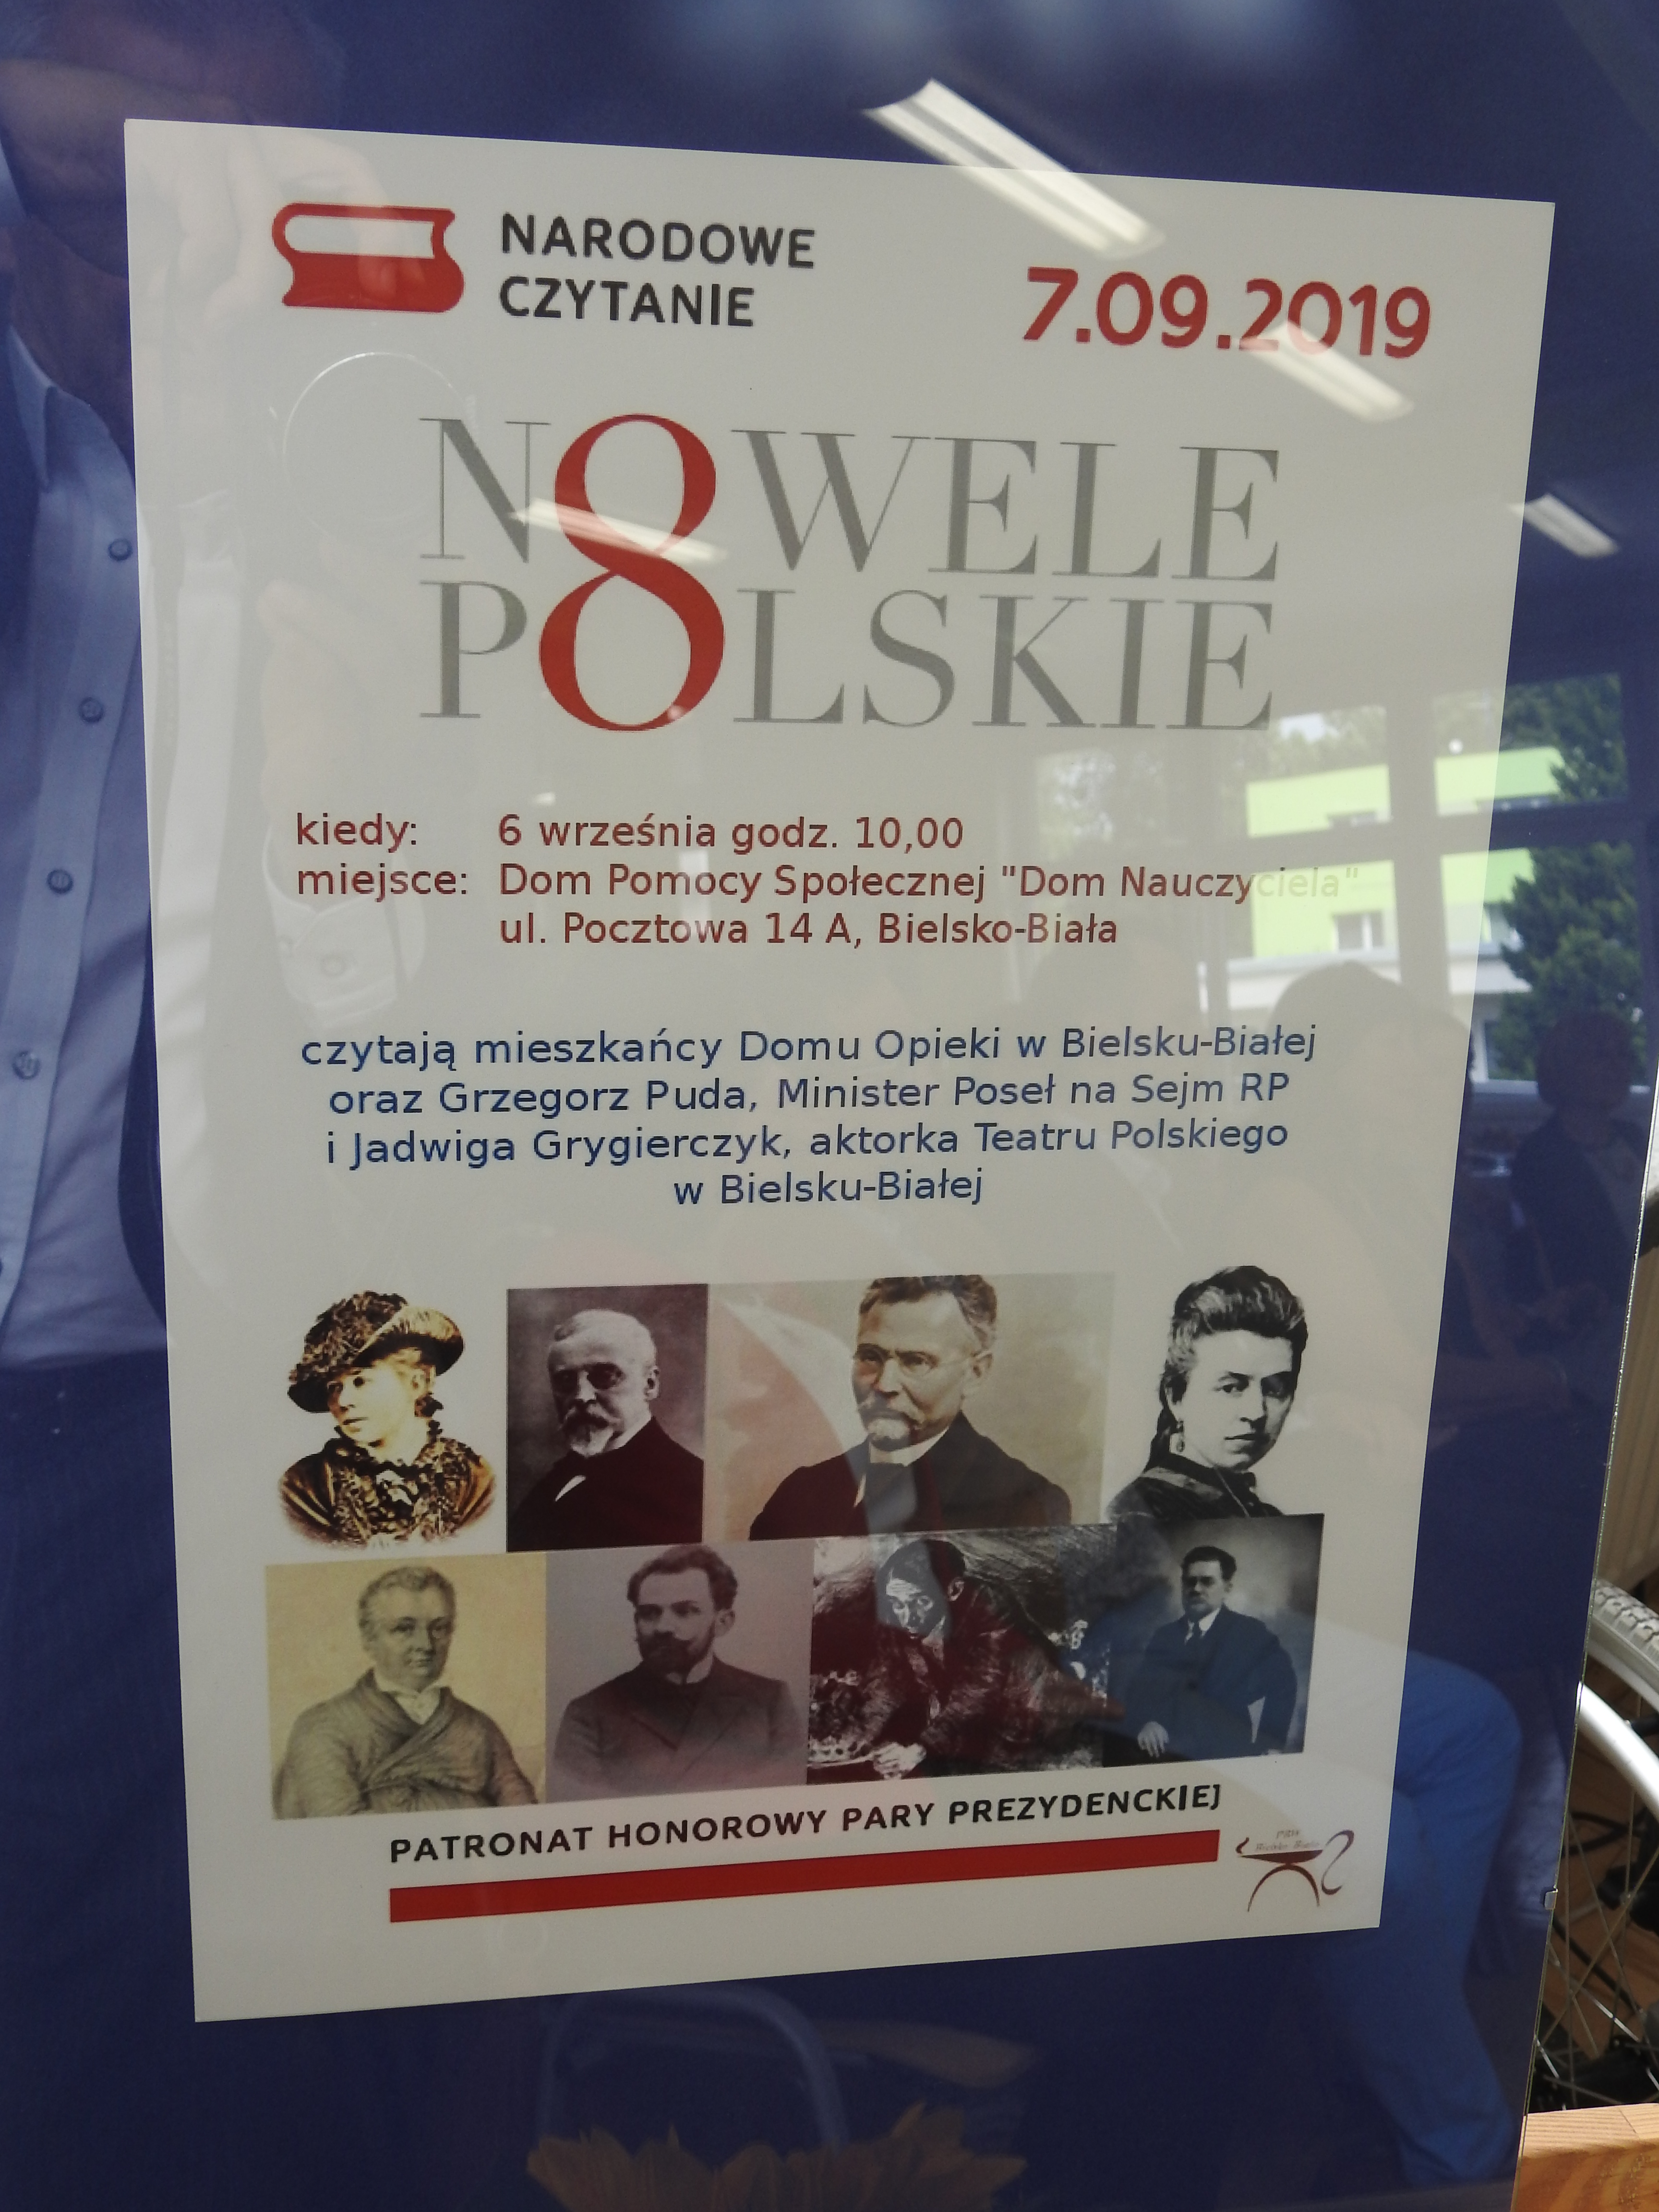 NARODOWE
CZYTANIE
7.09.2019
NOWELE
POLSKIE
kiedy: 6 września godz. 10,00
miejsce: Dom Pomocy Społecznej "Dom Nauczyciela"
ul. Pocztowa 14 A, Bielsko-Biała
czytają mieszkańcy Domu Opieki w Bielsku-Białej
oraz Grzegorz Puda, Minister Poseł na Sejm RP
i Jadwiga Grygierczyk, aktorka Teatru Polskiego
w Bielsku-Białej
PATRONAT HONOROWY PARY PREZYDENCKIEJ